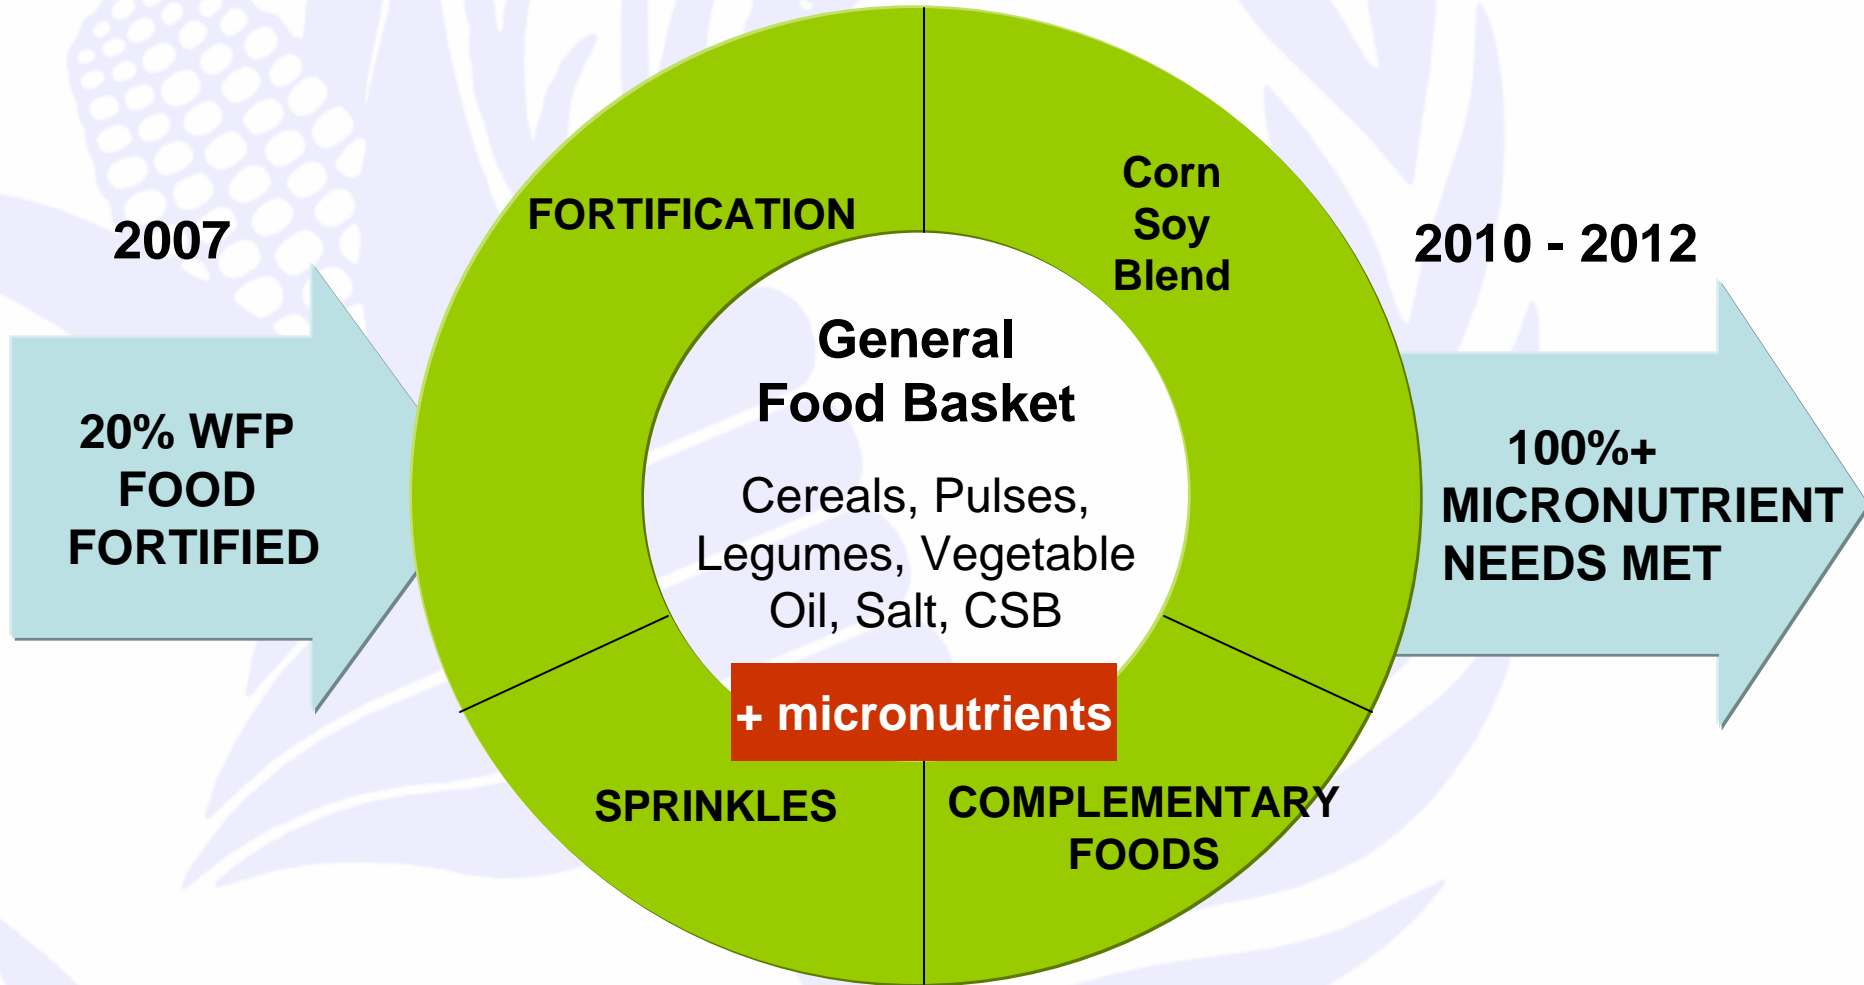 2007
20% WFP
FOOD
FORTIFIED
FORTIFICATION
Corn
Soy
Blend
General
Food Basket
Cereals, Pulses,
Legumes, Vegetable
Oil, Salt, CSB
+ micronutrients
SPRINKLES
COMPLEMENTARY
FOODS
2010 - 2012
100%+
MICRONUTRIENT
NEEDS MET